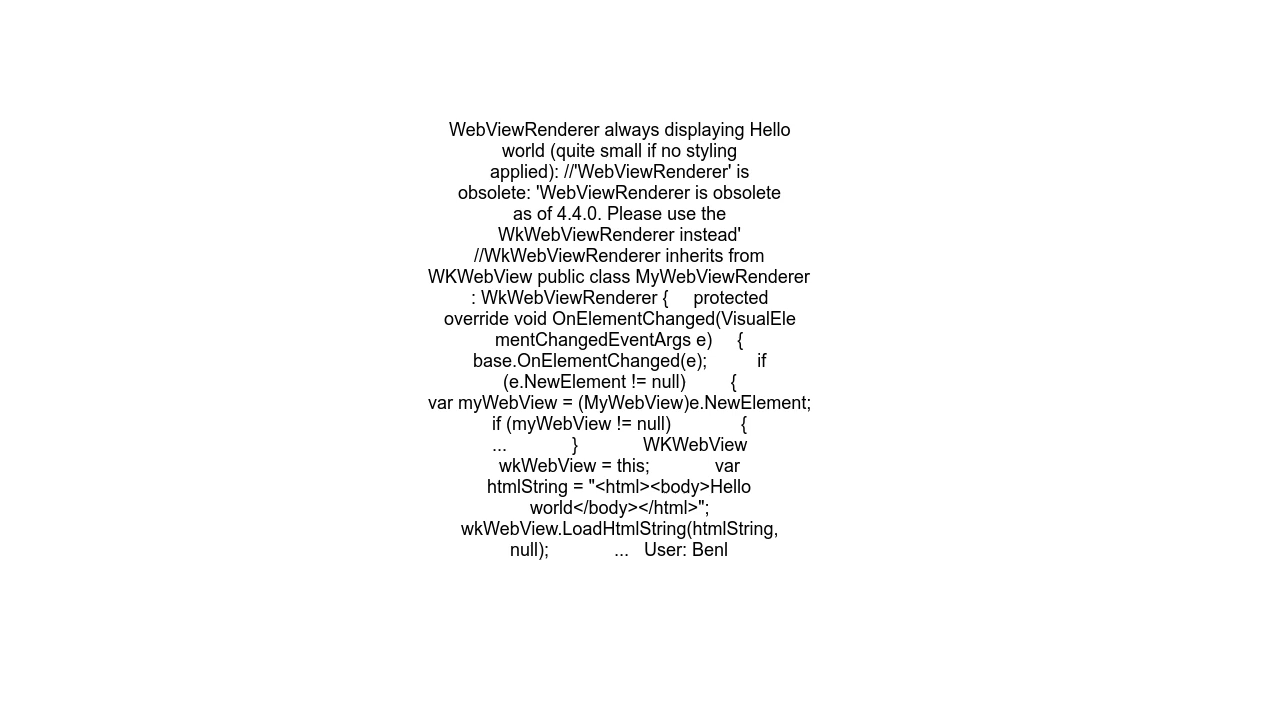 WebViewRenderer always displaying Hello
world (quite small if no styling
applied): //'WebViewRenderer' is
obsolete: 'WebViewRenderer is obsolete
as of 4.4.0. Please use the
WkWebViewRenderer instead'
//WkWebViewRenderer inherits from
WKWebView public class MyWebViewRenderer
: WkWebViewRenderer {     protected
override void OnElementChanged(VisualEle
mentChangedEventArgs e)     {
base.OnElementChanged(e);          if
(e.NewElement != null)         {
var myWebView = (MyWebView)e.NewElement;
if (myWebView != null)              {
...             }             WKWebView
wkWebView = this;             var
htmlString = "<html><body>Hello
world</body></html>";
wkWebView.LoadHtmlString(htmlString,
null);             ...   User: Benl